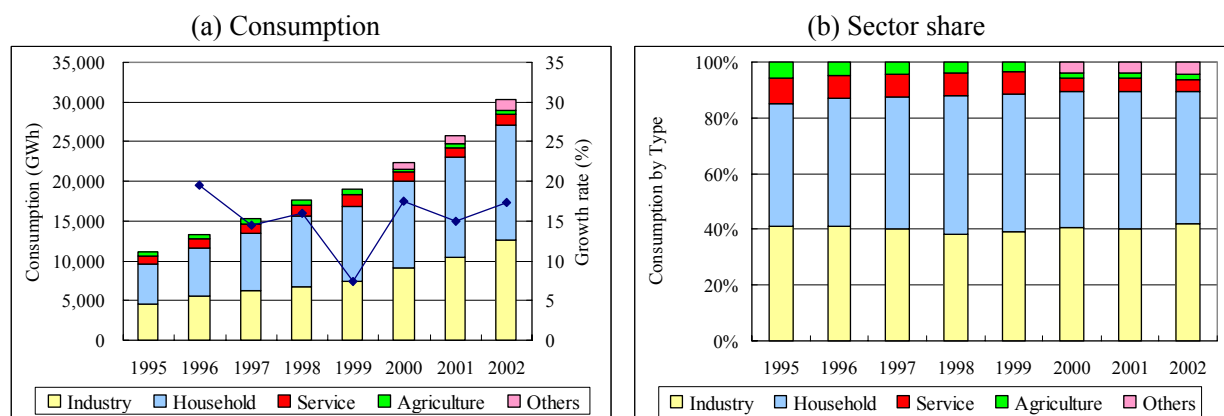 (a) Consumption
Consumption (GWh)
35,000
30,000
25,000
20,000
15,000
10,000
5,000
0
35
30
25
20
15
10
5
0
Growth rate (%)
1995 1996 1997 1998 1999 2000 2001 2002
Industry Household Service Agriculture Others
(b) Sector share
Consumption by Type
100%
80%
60%
40%
20%
0%
1995 1996 1997 1998 1999 2000 2001 2002
Industry Household Service Agriculture Others